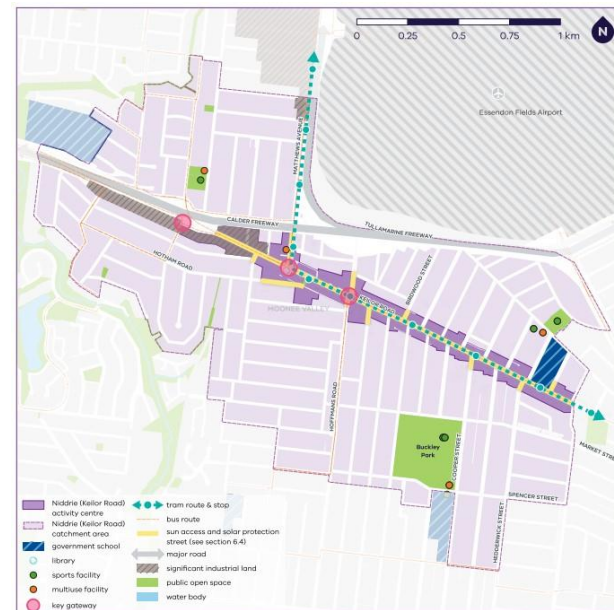 N
0 0.25 0.5 0.75 1 km
Essendon Fields Airport
MATTHEWS AVENUE
CALDER FREEWAY
TULLAMARINE FREEWAY
HOTHAM ROAD
BIRDWOOD STREET
KEILOR ROAD
MOONEE VALLEY
HOFFMANS ROAD
MARKET STREET
Buckley
Park
COOPER STREET
SPENCER STREET
HEDDERWICK STREET
Niddrie (Keilor Road)
activity centre
Niddrie (Keilor Road)
catchment area
government school
library
sports facility
multiuse facility
key gateway
tram route & stop
bus route
sun access and solar protection
street (see section 6.4)
major road
significant industrial land
public open space
water body